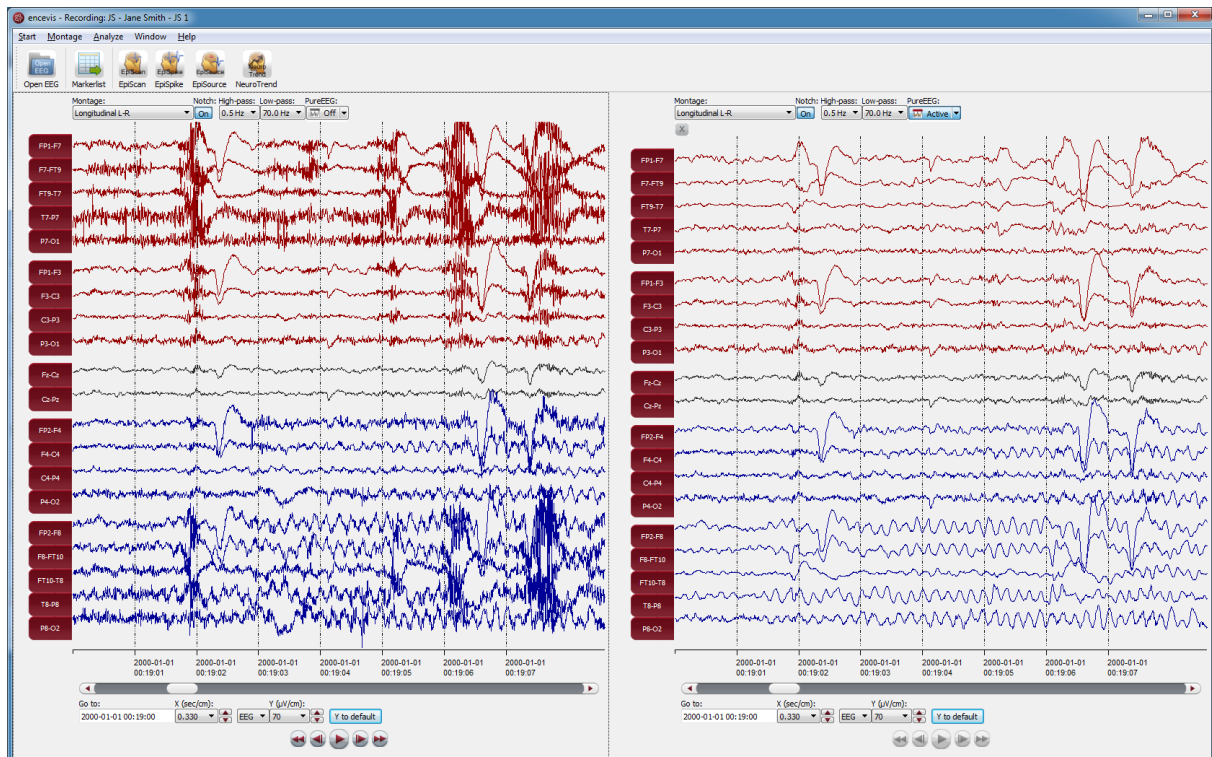 encevis - Recording: JS - Jane Smith - JS 1
Start Montage Analyze Window Help
Open EEG
EpiScan EpiSpike EpiSource Neuro Trend
Open EEG Markerlist EpiScan EpiSpike EpiSource NeuroTrend
Montage: Notch: High-pass: Low-pass: PureEEG:
Longitudinal L-R On 0.5 Hz 70.0 Hz Off
FP1-F7
F7-FT9
FT9-T7
T7-P7
P7-O1
FP1-F3
F3-C3
C3-P3
P3-O1
Fz-Cz
Cz-Pz
FP2-F4
F4-C4
C4-P4
P4-O2
FP2-F8
F8-FT10
FT10-T8
T8-P8
P8-O2
2000-01-01 2000-01-01 2000-01-01 2000-01-01 2000-01-01 2000-01-01 2000-01-01
00:19:01 00:19:02 00:19:03 00:19:04 00:19:05 00:19:06 00:19:07
Go to: X (sec/cm): Y (µV/cm):
2000-01-01 00:19:00 0.330 EEG 70 Y to default
Montage: Notch: High-pass: Low-pass: PureEEG:
Longitudinal L-R On 0.5 Hz 70.0 Hz Active
X
FP1-F7
F7-FT9
FT9-T7
T7-P7
P7-O1
FP1-F3
F3-C3
C3-P3
P3-O1
Fz-Cz
Cz-Pz
FP2-F4
F4-C4
C4-P4
P4-O2
FP2-F8
F8-FT10
FT10-T8
T8-P8
P8-O2
2000-01-01 2000-01-01 2000-01-01 2000-01-01 2000-01-01 2000-01-01 2000-01-01
00:19:01 00:19:02 00:19:03 00:19:04 00:19:05 00:19:06 00:19:07
Go to: X (sec/cm): Y (µV/cm):
2000-01-01 00:19:00 0.330 EEG 70 Y to default